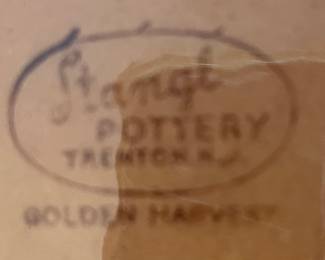 Stangl
POTTERY
TRENTON. N.J.
GOLDEN HARVEST